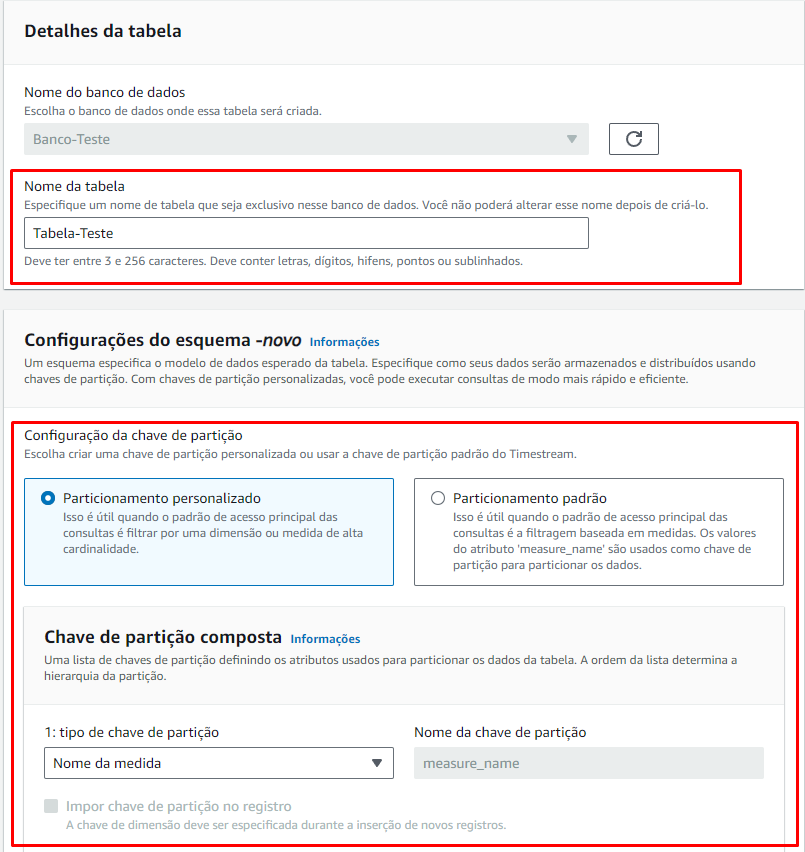 Detalhes da tabela
Nome do banco de dados
Escolha o banco de dados onde essa tabela será criada.
Banco-Teste
Nome da tabela
Especifique um nome de tabela que seja exclusivo nesse banco de dados. Você não poderá alterar esse nome depois de criá-lo.
Tabela-Teste
Deve ter entre 3 e 256 caracteres. Deve conter letras, dígitos, hifens, pontos ou sublinhados.
Configurações do esquema -novo Informações
Um esquema especifica o modelo de dados esperado da tabela. Especifique como seus dados serão armazenados e distribuídos usando
chaves de partição. Com chaves de partição personalizadas, você pode executar consultas de modo mais rápido e eficiente.
Configuração da chave de partição
Escolha criar uma chave de partição personalizada ou usar a chave de partição padrão do Timestream.
Particionamento personalizado
Isso é útil quando o padrão de acesso principal das
consultas é filtrar por uma dimensão ou medida de alta
cardinalidade.
Particionamento padrão
Isso é útil quando o padrão de acesso principal das
consultas é a filtragem baseada em medidas. Os valores
do atributo 'measure_name' são usados como chave de
partição para particionar os dados.
Chave de partição composta Informações
Uma lista de chaves de partição definindo os atributos usados para particionar os dados da tabela. A ordem da lista determina a
hierarquia da partição.
1: tipo de chave de partição
Nome da medida
Nome da chave de partição
measure_name
Impor chave de partição no registro
A chave de dimensão deve ser especificada durante a inserção de novos registros.